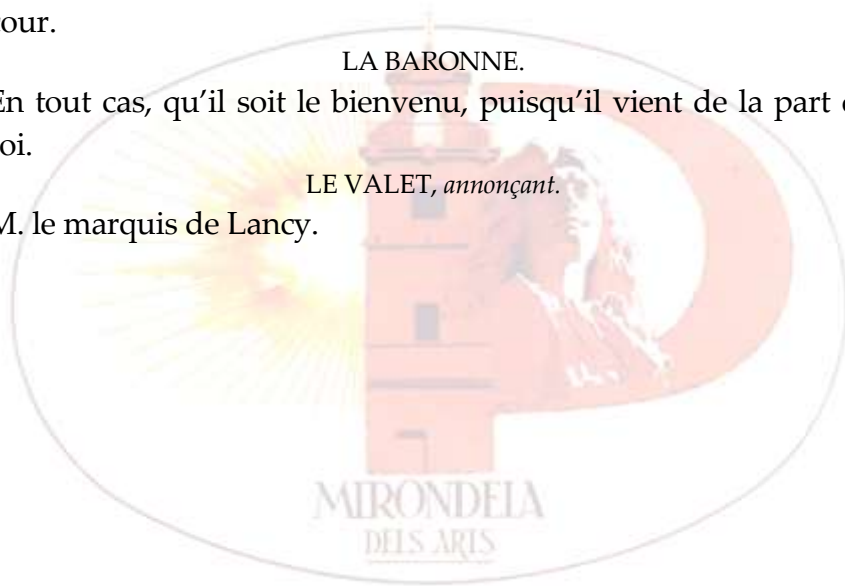 our.
LA BARONNE.
En tout cas, qu’il soit le bienvenu, puisqu’il vient de la part
oi.
LE VALET, annonçant.
M. le marquis de Lancy.
MIRONDELA
DELS ARTS